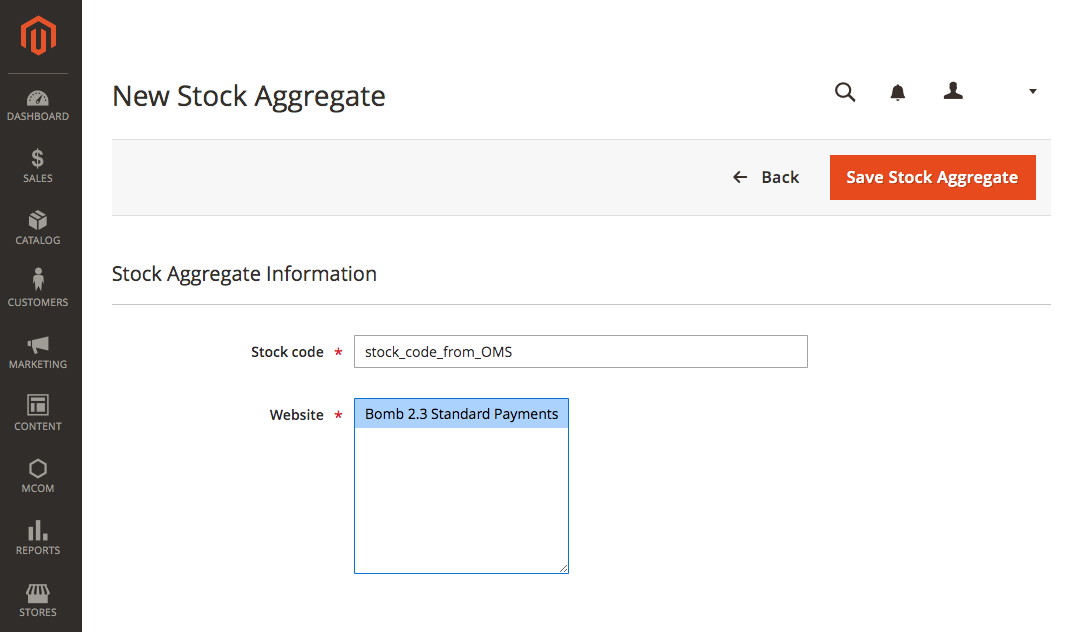 New Stock Aggregate
DASHBOARD
SALES
CATALOG
CUSTOMERS
MARKETING
CONTENT
MCOM
REPORTS
STORES
← Back
Save Stock Aggregate
Stock Aggregate Information
Stock code *
stock_code_from_OMS
Website *
Bomb 2.3 Standard Payments